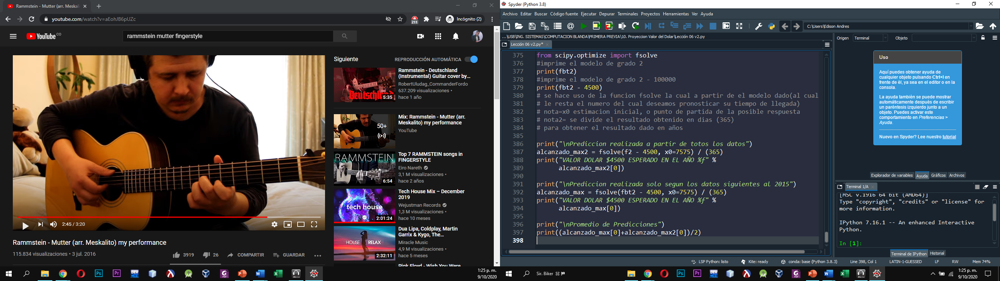 Rammstein - Mutter (arr. Meskali
youtube.com/watch?v=aEohJB6pUZc
211
Incógnito (2)
YouTube CO
rammstein mutter fingerstyle
2:45 / 3:20
Rammstein - Mutter (arr. Meskalito) my performance
115.834 visualizaciones • 3 jul. 2016
3919
26
COMPARTIR
GUARDAR
Siguiente
REPRODUCCIÓN AUTOMÁTICA
Deutschland
5:35
Rammstein - Deutschland
(Instrumental) Guitar cover by...
RobertUludag_CommanderFordo
637.209 visualizaciones •
hace 1 año
50+
Mix: Rammstein - Mutter (arr.
Meskalito) my performance
YouTube
RAMMSTEIN
6:54
Top 7 RAMMSTEIN songs in
FINGERSTYLE
Eiro Nareth
3,1 M visualizaciones •
hace 2 años
tech house
2:01:24
Tech House Mix – December
2019
Wejustman Records
1,3 M visualizaciones •
hace 10 meses
HOUSE RELAX
2:32:11
Dua Lipa, Coldplay, Martin
Garrix & Kygo, The...
Miracle Music
4,9 M visualizaciones •
hace 5 meses
Pink Floyd - Wish You Were
1:25 p. m.
9/10/2020
Spyder (Python 3.8)
Archivo Editar Buscar Código fuente Ejecutar Depurar Terminales Proyectos Herramientas Ver Ayuda
C:\Users\Edison Andres
...\USB\ING. SISTEMAS\COMPUTACION BLANDA\PRIMERA PREVIA\10. Proyeccion Valor del Dolar\Lección 06 v2.py
Lección 06 v2.py*
375 from scipy.optimize import fsolve
376 #imprime el modelo de grado 2
377 print(fbt2)
378 #imprime el modelo de grado 2 - 100000
379 print(fbt2 - 4500)
380 # se hace uso de la funcion fsolve la cual a partir de el modelo dado(al cual
381 # le resta el numero del cual deseamos pronosticar su tiempo de llegada)
382 # nota=x0 estimacion inicial, o punto de partida de la posible respuesta
383 # nota2= se divide el resultado obtenido en dias (365)
384 # para obtener el resultado dado en años
385
386 print("\nPrediccion realizada a partir de totos los datos")
387 alcanzado_max2 = fsolve(f2 - 4500, x0=7575) / (365)
388 print("VALOR DOLAR $4500 ESPERADO EN EL AÑO %f" %
389 alcanzado_max2[0])
390
391 print("\nPrediccion realizada solo segun los datos siguientes al 2015")
392 alcanzado_max = fsolve(fbt2 - 4500, x0=7575) / (365)
393 print("VALOR DOLAR $4500 ESPERADO EN EL AÑO %f" %
394 alcanzado_max[0])
395
396 print("\nPromedio de Predicciones")
397 print((alcanzado_max[0]+alcanzado_max2[0])/2)
398
Origen Terminal Objeto
Uso
Aquí puedes obtener ayuda de
cualquier objeto pulsando Ctrl+I en
frente de él, ya sea en el editor o en la
consola.
La ayuda también se puede mostrar
automáticamente después de escribir
un paréntesis izquierdo junto a un
objeto. Puedes activar este
comportamiento en Preferencias >
Ayuda.
Nuevo en Spyder? Lee nuestro tutorial
Explorador de variables Ayuda Gráficos Archivos
Terminal 1/A
[MSC v.1916 64 bit (AMD64)]
Type "copyright", "credits" or "license" for
more information.
IPython 7.16.1 -- An enhanced Interactive
Python.
In [1]:
Terminal de IPython Historial
LSP Python: listo Kite: ready conda: base (Python 3.8.3) Line 398, Col 1 LATIN-1-GUESSED LF RW Mem 74%
Sir. Biker
1:25 p. m.
9/10/2020